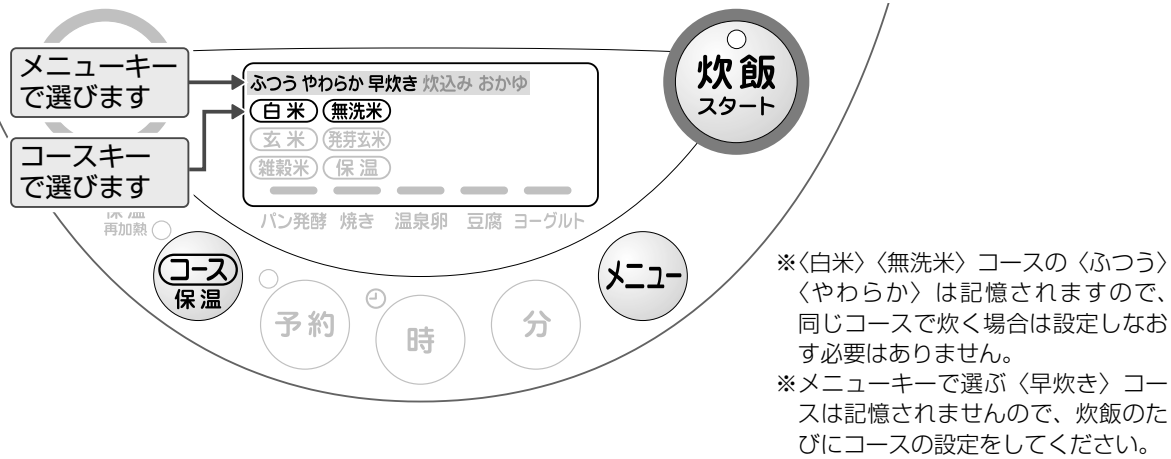 メニューキー
で選びます
コースキー
で選びます
ふつう やわらか 早炊き 炊込み おかゆ
白米 無洗米
玄米 発芽玄米
雑穀米 保温
パン発酵 焼き 温泉卵 豆腐 ヨーグルト
炊飯
スタート
保温
再加熱
コース
保温
予約
時
分
メニュー
※〈白米〉〈無洗米〉コースの〈ふつう〉
〈やわらか〉は記憶されますので、
同じコースで炊く場合は設定しなお
す必要はありません。
※メニューキーで選ぶ〈早炊き〉コー
スは記憶されませんので、炊飯のた
びにコースの設定をしてください。